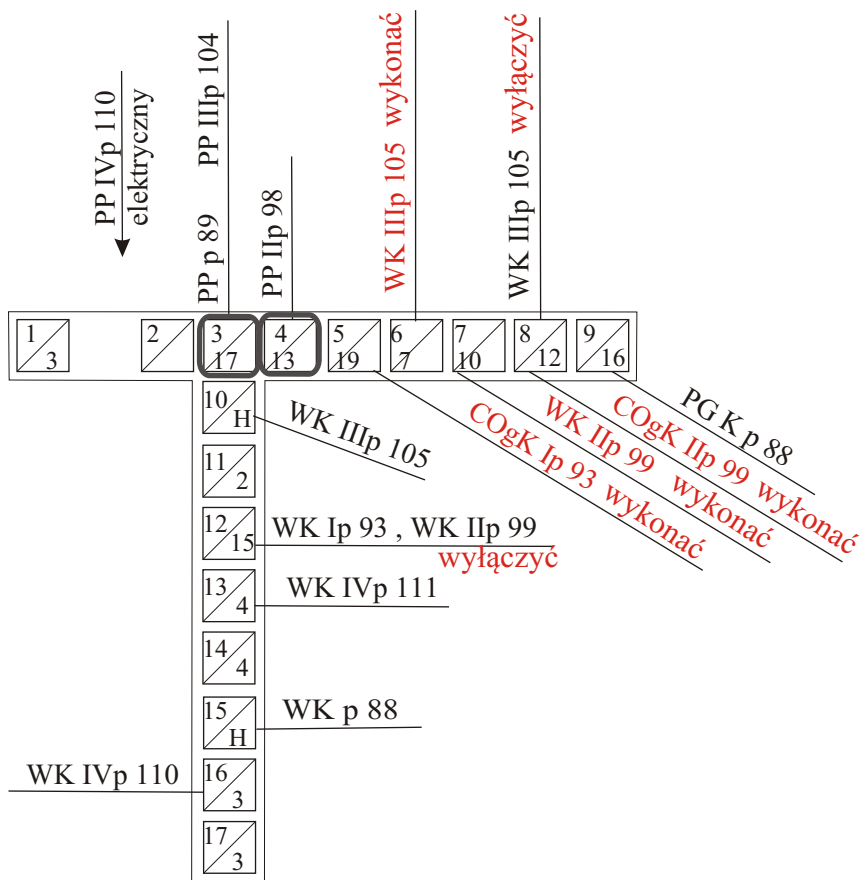 PP IVp 110
elektryczny
PP p 89
PP IIIp 104
PP IIp 98
WK IIIp 105 wykonać
WK IIIp 105 wyłączyć
1
3
2
3
17
4
13
5
19
6
7
7
10
8
12
9
16
10
H
WK IIIp 105
COgK Ip 93 wykonać
WK IIp 99 wykonać
COgK IIp 99 wykonać
PG K p 88
11
2
12
15
WK Ip 93 , WK IIp 99
wyłączyć
13
4
WK IVp 111
14
4
15
H
WK p 88
WK IVp 110
16
3
17
3